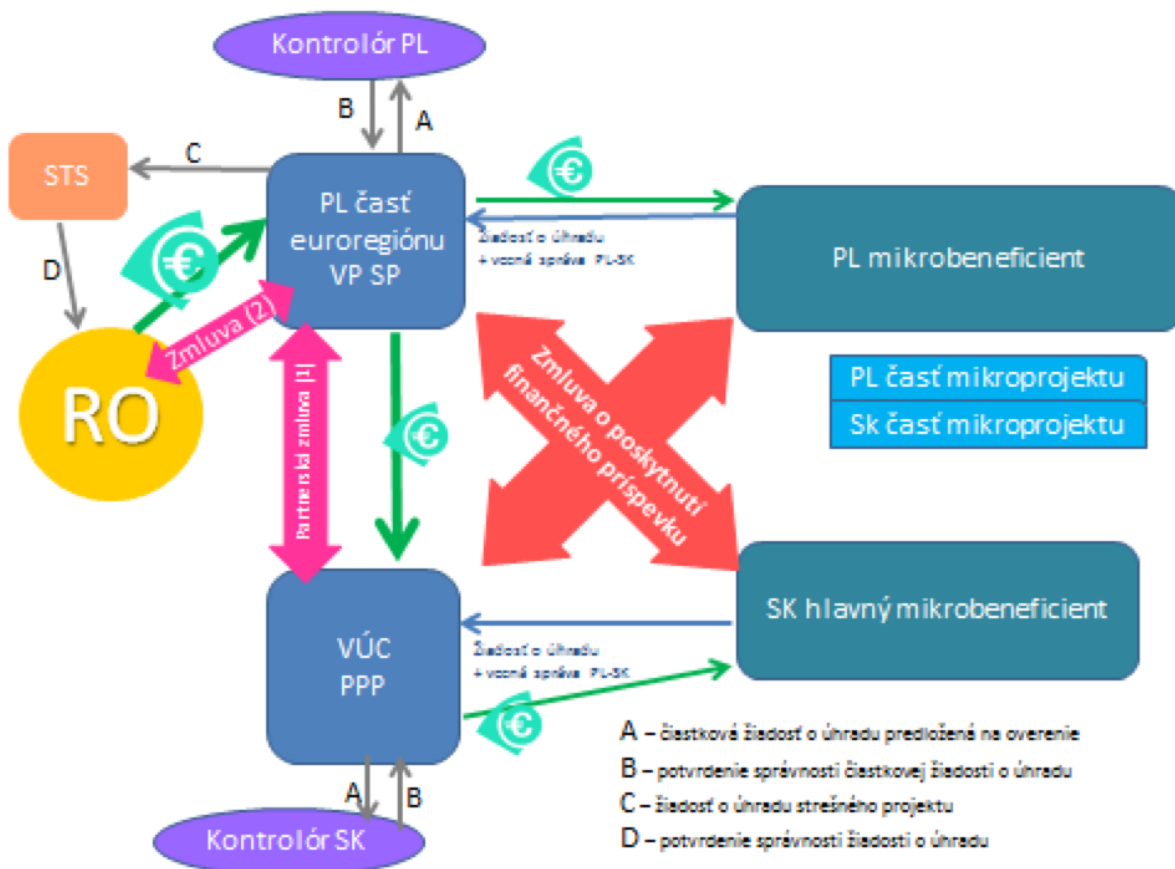 Kontrolór PL
B
A
C
STS
PL časť
euroregiónu
VP SP
Žiadosť o úhradu
+ vecná správa PL-SK
PL mikrobeneficient
D
Zmluva (2)
RO
Partnerská zmluva (1)
Zmluva o poskytnutí
finančného príspevku
PL časť mikroprojektu
Sk časť mikroprojektu
VÚC
PPP
Žiadosť o úhradu
+ vecná správa PL-SK
SK hlavný mikrobeneficient
A
B
Kontrolór SK
A – čiastková žiadosť o úhradu predložená na overenie
B – potvrdenie správnosti čiastkovej žiadosti o úhradu
C – žiadosť o úhradu strešného projektu
D – potvrdenie správnosti žiadosti o úhradu